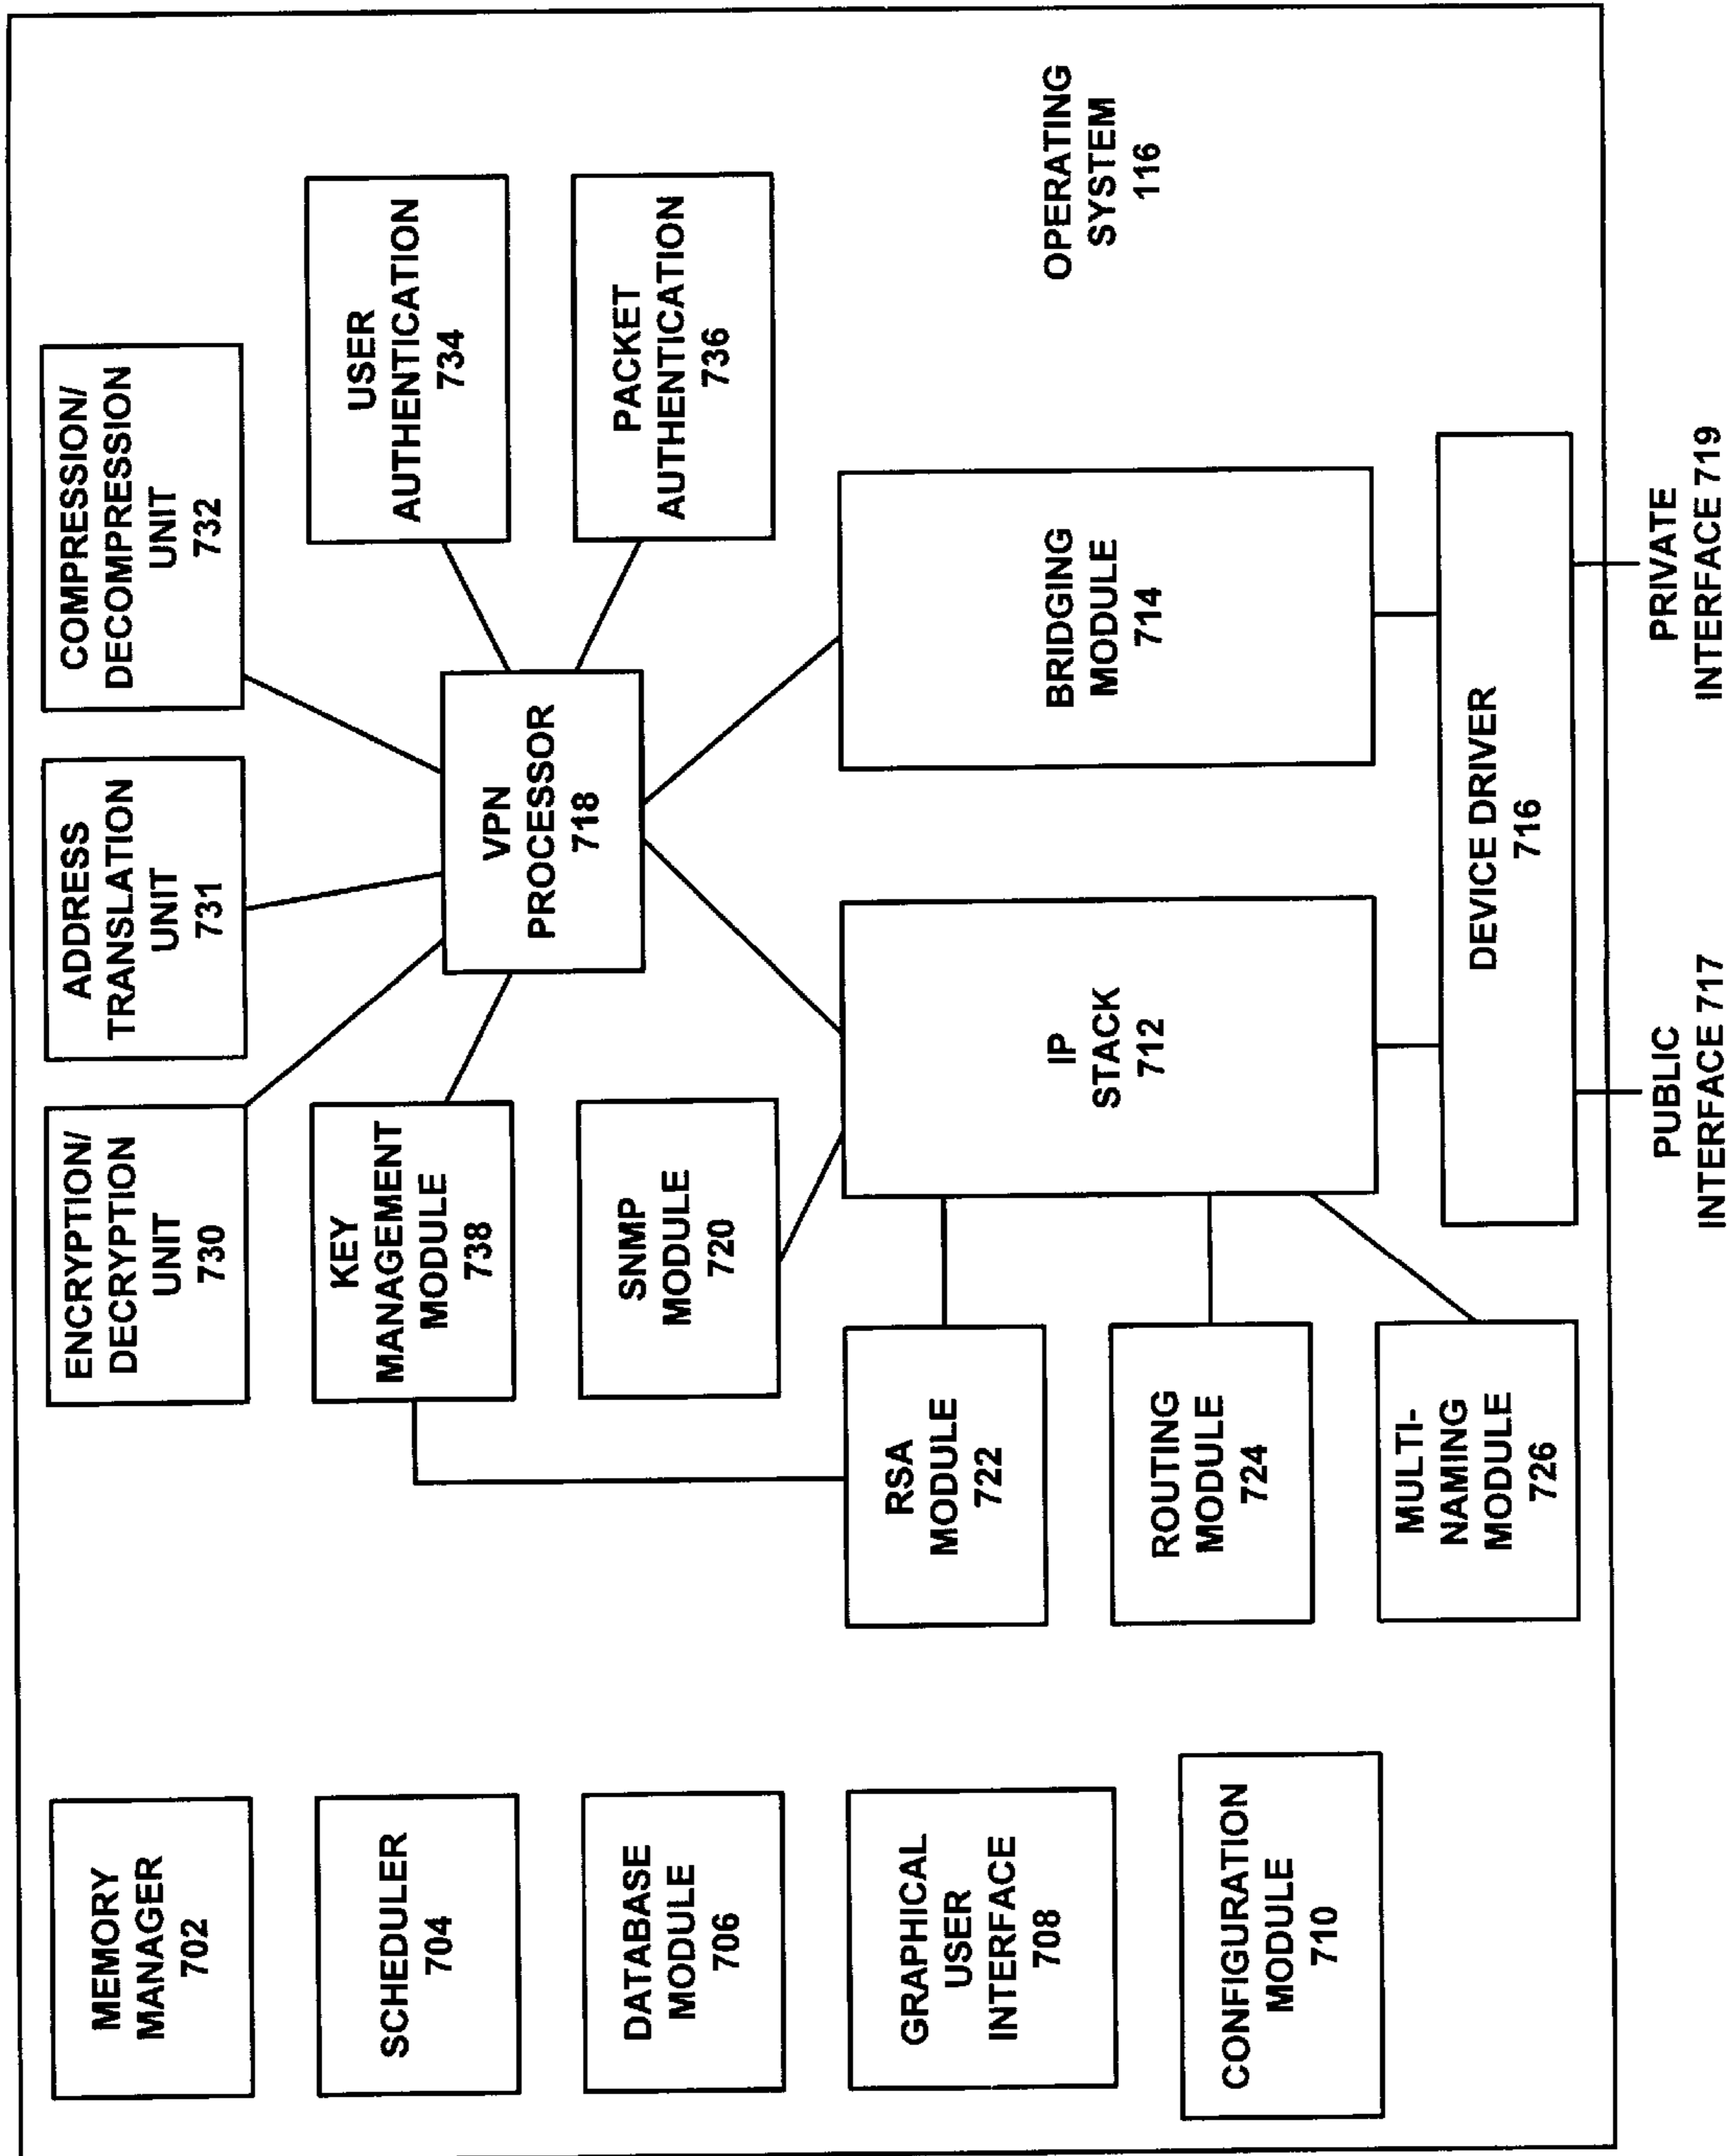 MEMORY
MANAGER
702
SCHEDULER
704
DATABASE
MODULE
706
GRAPHICAL
USER
INTERFACE
708
CONFIGURATION
MODULE
710
ENCRYPTION/
DECRYPTION
UNIT
730
ADDRESS
TRANSLATION
UNIT
731
COMPRESSION/
DECOMPRESSION
UNIT
732
KEY
MANAGEMENT
MODULE
738
VPN
PROCESSOR
718
USER
AUTHENTICATION
734
PACKET
AUTHENTICATION
736
SNMP
MODULE
720
RSA
MODULE
722
ROUTING
MODULE
724
MULTI-
NAMING
MODULE
726
IP
STACK
712
BRIDGING
MODULE
714
OPERATING
SYSTEM
116
DEVICE DRIVER
716
PUBLIC
INTERFACE 717
PRIVATE
INTERFACE 719